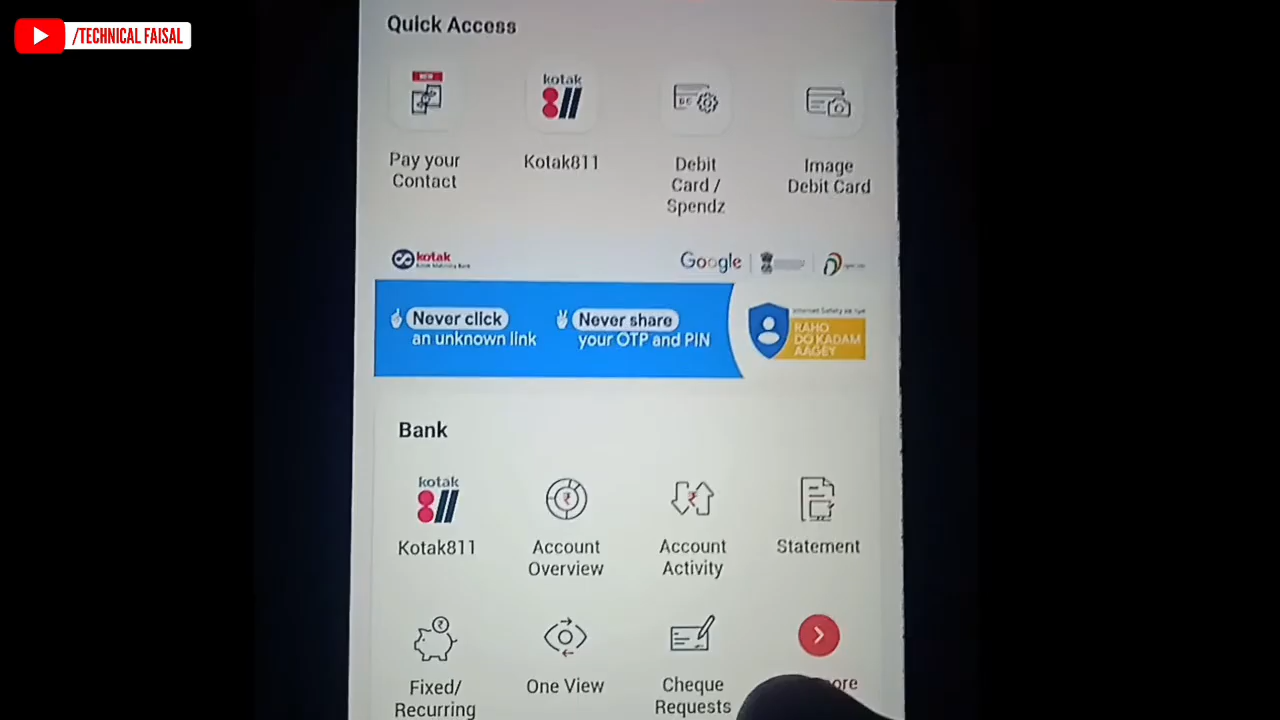 /TECHNICAL FAISAL
Quick Access
NEW
kotak
811
Pay your
Contact
Kotak811
Debit
Card /
Spendz
Image
Debit Card
kotak
Google
Never click
an unknown link
Never share
your OTP and PIN
RAHO
DO KADAM
AAGEY
Bank
kotak
811
Kotak811
Account
Overview
Account
Activity
Statement
Fixed/
Recurring
One View
Cheque
Requests